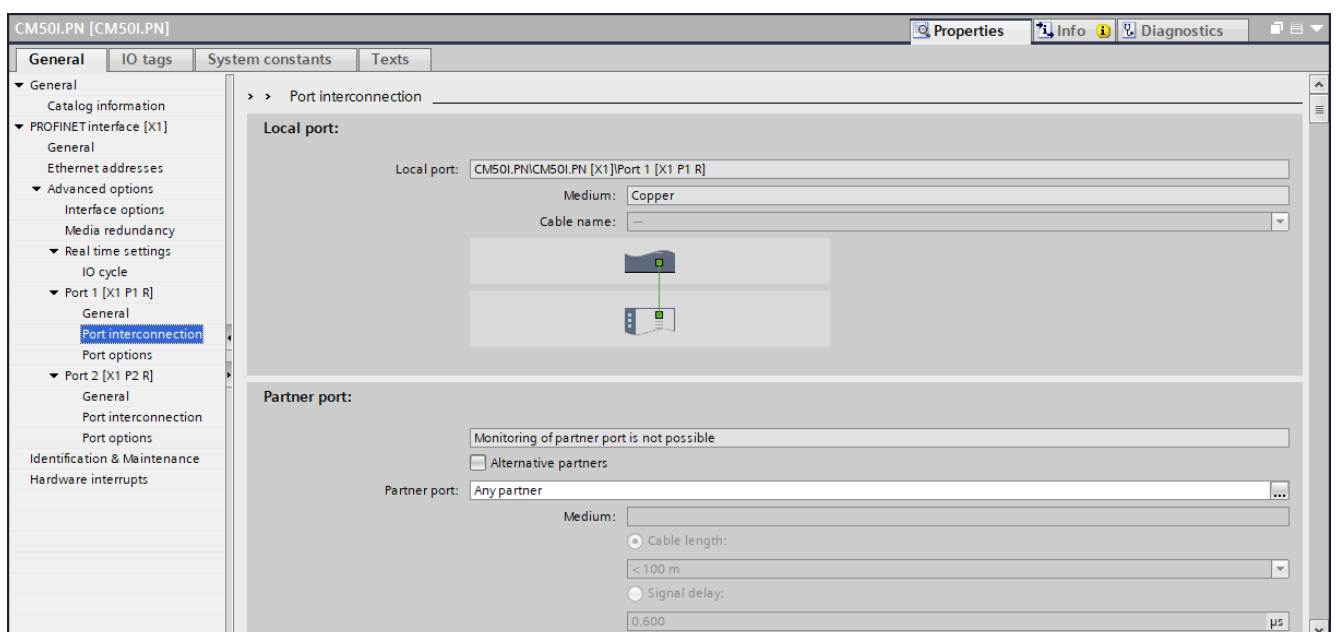 CM50I.PN [CM50I.PN]
Properties
Info
Diagnostics
General
IO tags
System constants
Texts
General
Catalog information
PROFINET interface [X1]
General
Ethernet addresses
Advanced options
Interface options
Media redundancy
Real time settings
IO cycle
Port 1 [X1 P1 R]
General
Port interconnection
Port options
Port 2 [X1 P2 R]
General
Port interconnection
Port options
Identification & Maintenance
Hardware interrupts
> > Port interconnection
Local port:
Local port: CM50I.PN\CM50I.PN [X1]\Port 1 [X1 P1 R]
Medium: Copper
Cable name: ---
Partner port:
Monitoring of partner port is not possible
Alternative partners
Partner port: Any partner ...
Medium:
Cable length:
<100 m
Signal delay:
0.600 µs